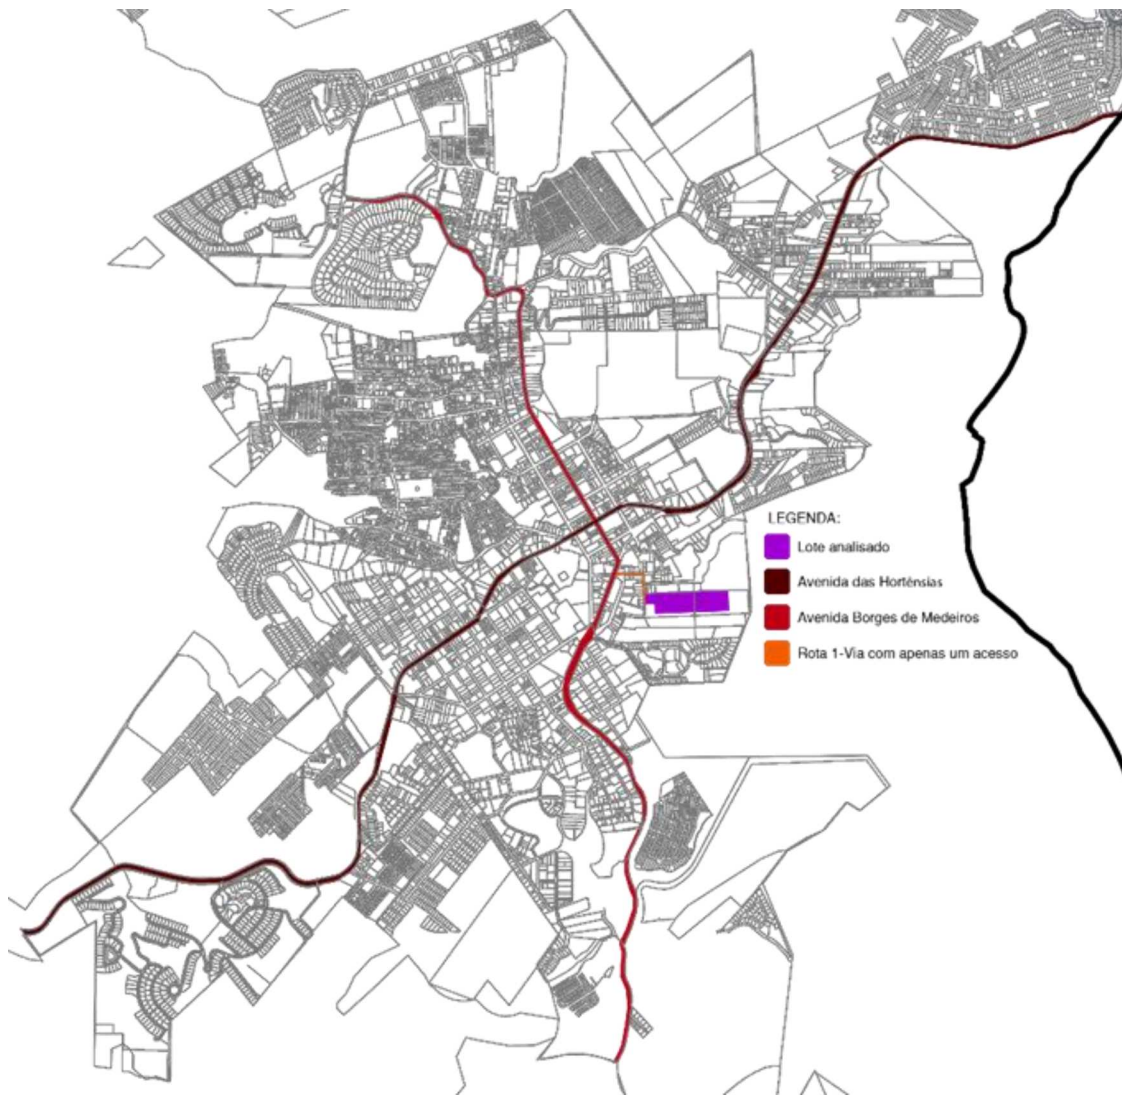 LEGENDA:
Lote analisado
Avenida das Hortênsias
Avenida Borges de Medeiros
Rota 1-Via com apenas um acesso